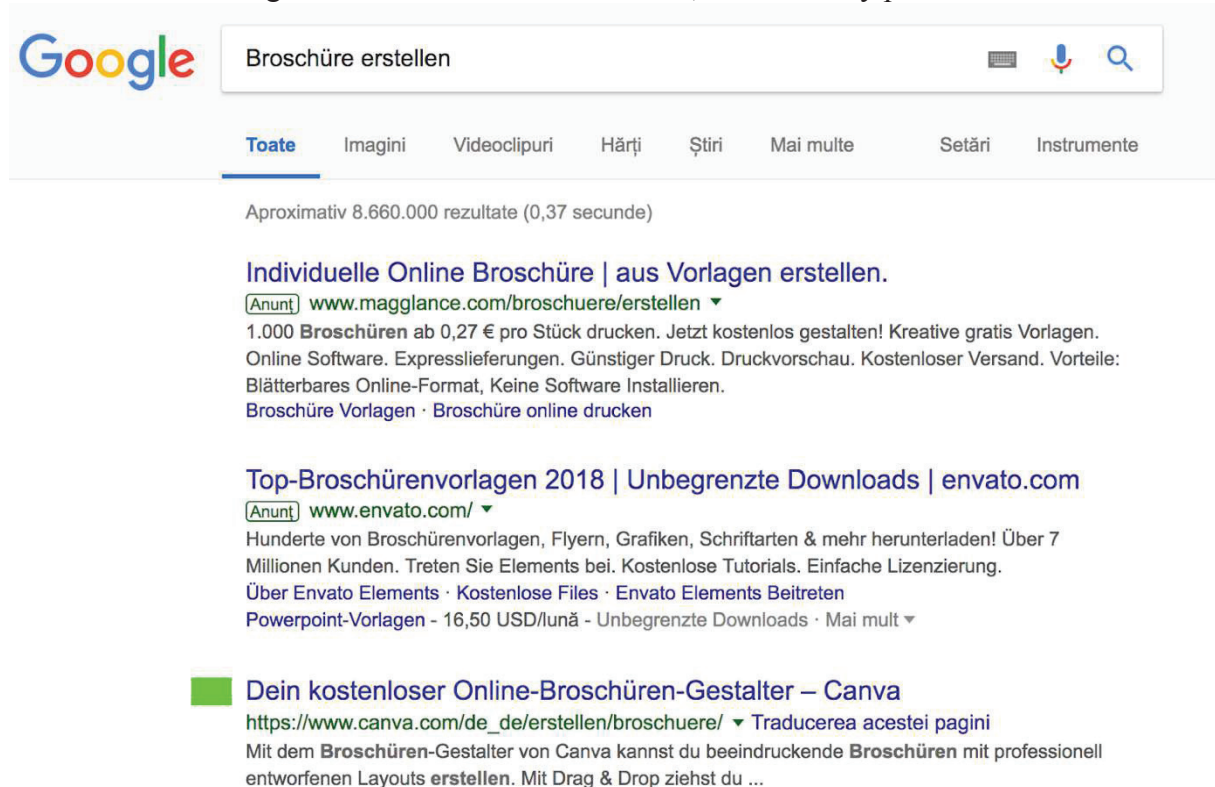 Google
Broschüre erstellen
Toate Imagini Videoclipuri Hărți Știri Mai multe Setări Instrumente
Aproximativ 8.660.000 rezultate (0,37 secunde)
Individuelle Online Broschüre | aus Vorlagen erstellen.
Anunț www.magglance.com/broschuere/erstellen
1.000 Broschüren ab 0,27 € pro Stück drucken. Jetzt kostenlos gestalten! Kreative gratis Vorlagen.
Online Software. Expresslieferungen. Günstiger Druck. Druckvorschau. Kostenloser Versand. Vorteile:
Blätterbares Online-Format, Keine Software Installieren.
Broschüre Vorlagen · Broschüre online drucken
Top-Broschürenvorlagen 2018 | Unbegrenzte Downloads | envato.com
Anunț www.envato.com/
Hunderte von Broschürenvorlagen, Flyern, Grafiken, Schriftarten & mehr herunterladen! Über 7
Millionen Kunden. Treten Sie Elements bei. Kostenlose Tutorials. Einfache Lizenzierung.
Über Envato Elements · Kostenlose Files · Envato Elements Beitreten
Powerpoint-Vorlagen - 16,50 USD/lună - Unbegrenzte Downloads · Mai mult
Dein kostenloser Online-Broschüren-Gestalter – Canva
https://www.canva.com/de_de/erstellen/broschuere/ Traducerea acestei pagini
Mit dem Broschüren-Gestalter von Canva kannst du beeindruckende Broschüren mit professionell
entworfenen Layouts erstellen. Mit Drag & Drop ziehst du ...